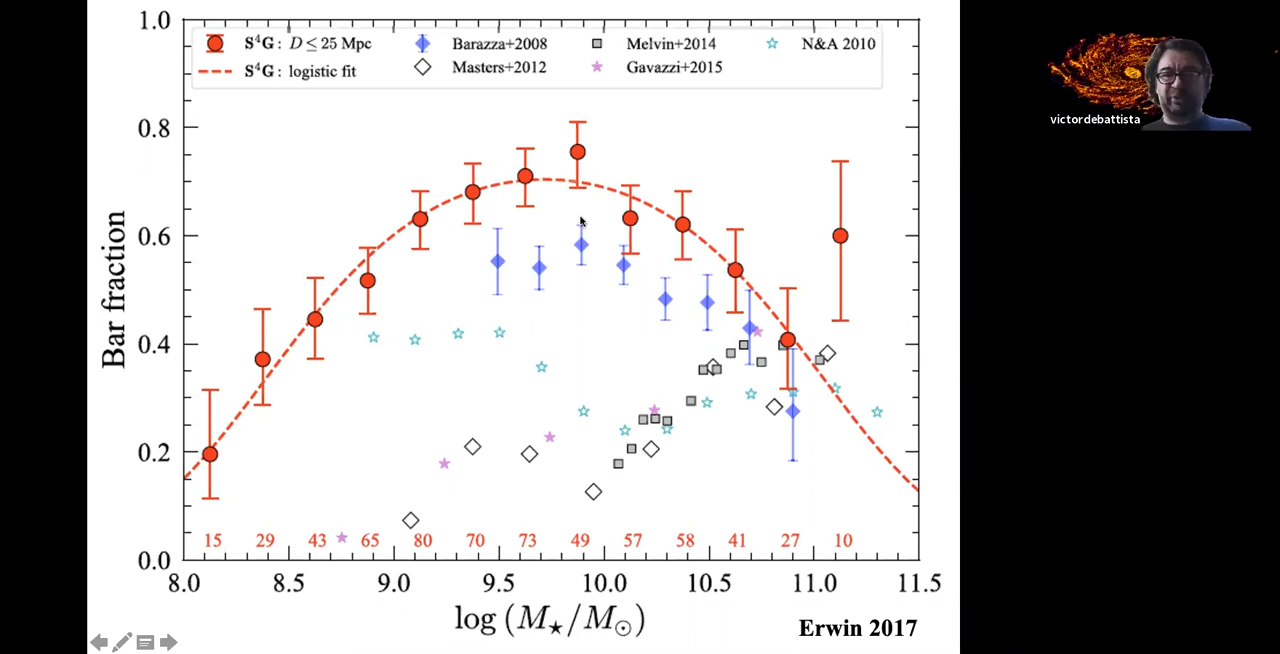 S⁴G: D ≤ 25 Mpc
S⁴G: logistic fit
Barazza+2008
Masters+2012
Melvin+2014
Gavazzi+2015
N&A 2010
victordebattista
1.0
0.8
0.6
0.4
0.2
0.0
Bar fraction
15 29 43 65 80 70 73 49 57 58 41 27 10
8.0 8.5 9.0 9.5 10.0 10.5 11.0 11.5
log (M★/M⊙)
Erwin 2017